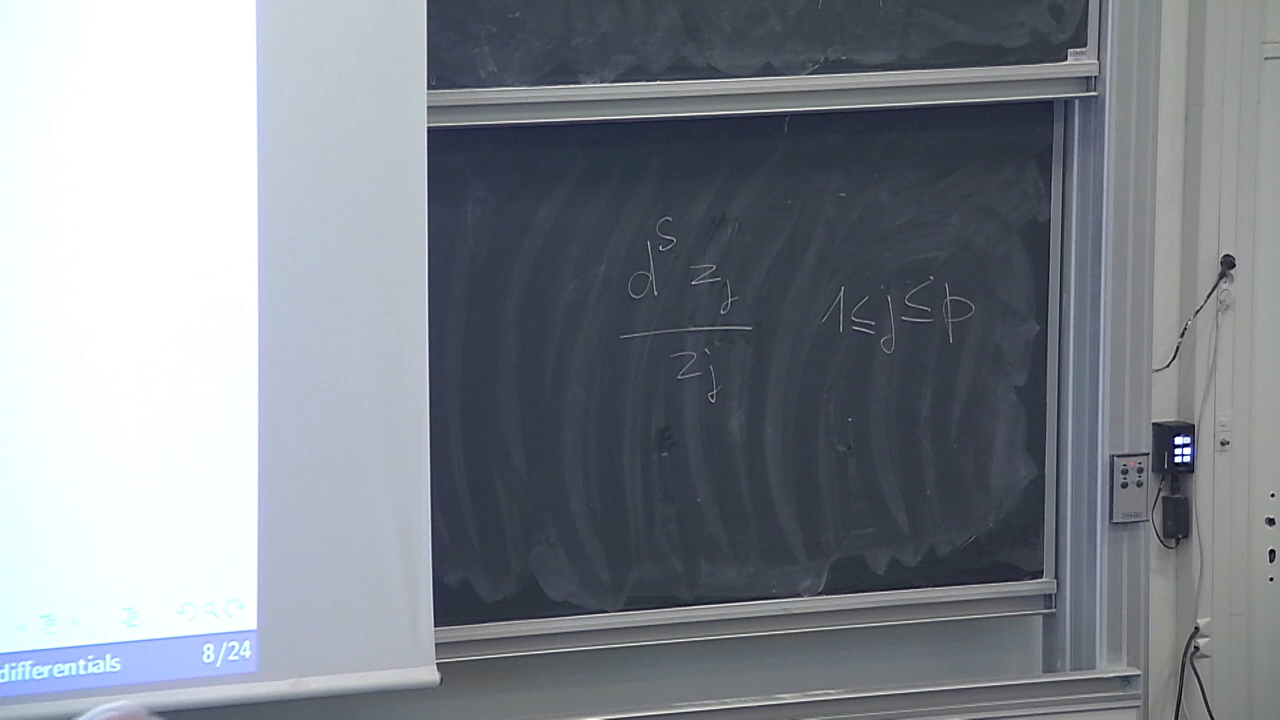 d^s z_j
z_j
1 ≤ j ≤ p
differentials 8/24